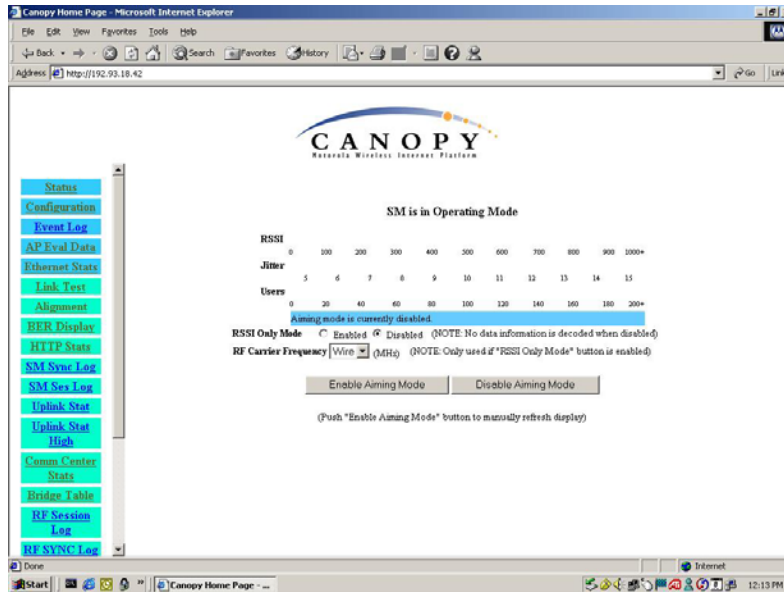 Canopy Home Page - Microsoft Internet Explorer
File Edit View Favorites Tools Help
Back Search Favorites History
Address http://192.93.18.42 Go Link
CANOPY
Motorola Wireless Internet Platform
Status
Configuration
Event Log
AP Eval Data
Ethernet Stats
Link Test
Alignment
BER Display
HTTP Stats
SM Sync Log
SM Ses Log
Uplink Stat
Uplink Stat
High
Comm Center
Stats
Bridge Table
RF Session
Log
RF SYNC Log
SM is in Operating Mode
RSSI
0 100 200 300 400 500 600 700 800 900 1000+
Jitter
5 6 7 8 9 10 11 12 13 14 15
Users
0 20 40 60 80 100 120 140 160 180 200+
Aiming mode is currently disabled
RSSI Only Mode Enabled Disabled (NOTE: No data information is decoded when disabled)
RF Carrier Frequency Wire (MHz) (NOTE: Only used if "RSSI Only Mode" button is enabled)
Enable Aiming Mode Disable Aiming Mode
(Push "Enable Aiming Mode" button to manually refresh display)
Done Internet
Start » Canopy Home Page - ... 12:13 PM